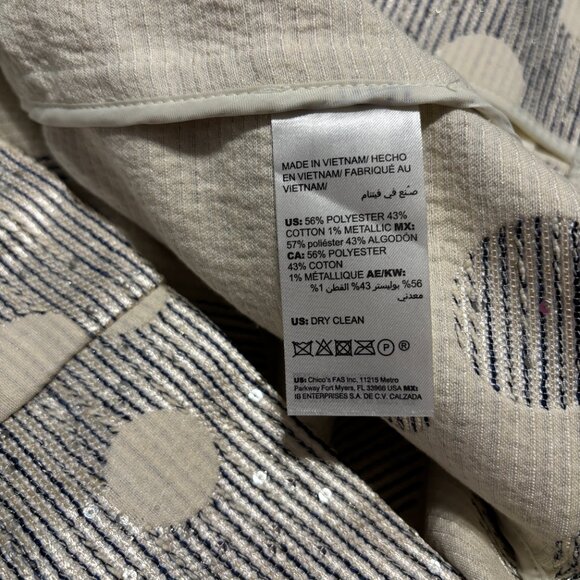 MADE IN VIETNAM/ HECHO
EN VIETNAM/ FABRIQUÉ AU
VIETNAM/
صنع في فيتنام
US: 56% POLYESTER 43%
COTTON 1% METALLIC MX:
57% poliéster 43% ALGODÓN
CA: 56% POLYESTER
43% COTON
1% MÉTALLIQUE AE/KW:
56% بوليستر 43% القطن 1%
معدني
US: DRY CLEAN
P ®
US: Chico's FAS Inc, 11215 Metro
Parkway Fort Myers, FL 33966 USA MX:
IB ENTERPRISES S.A. DE C.V. CALZADA